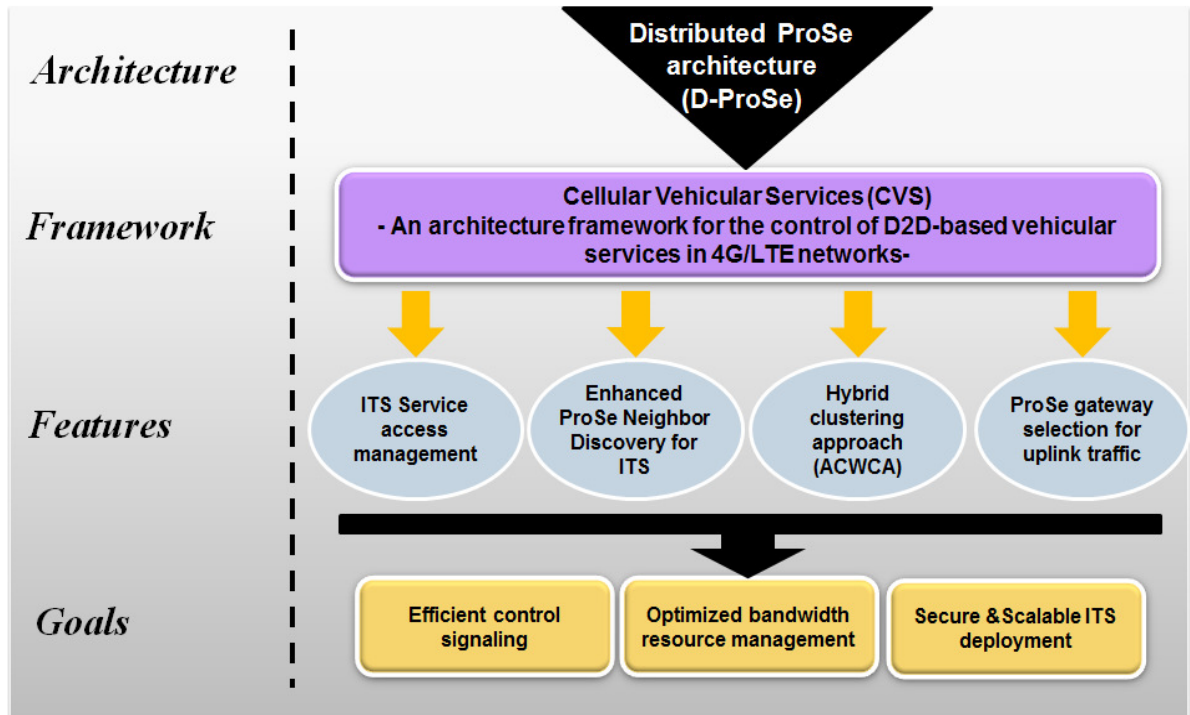 Architecture
Distributed ProSe
architecture
(D-ProSe)
Framework
Cellular Vehicular Services (CVS)
- An architecture framework for the control of D2D-based vehicular
services in 4G/LTE networks-
Features
ITS Service
access
management
Enhanced
ProSe Neighbor
Discovery for
ITS
Hybrid
clustering
approach
(ACWCA)
ProSe gateway
selection for
uplink traffic
Goals
Efficient control
signaling
Optimized bandwidth
resource management
Secure & Scalable ITS
deployment